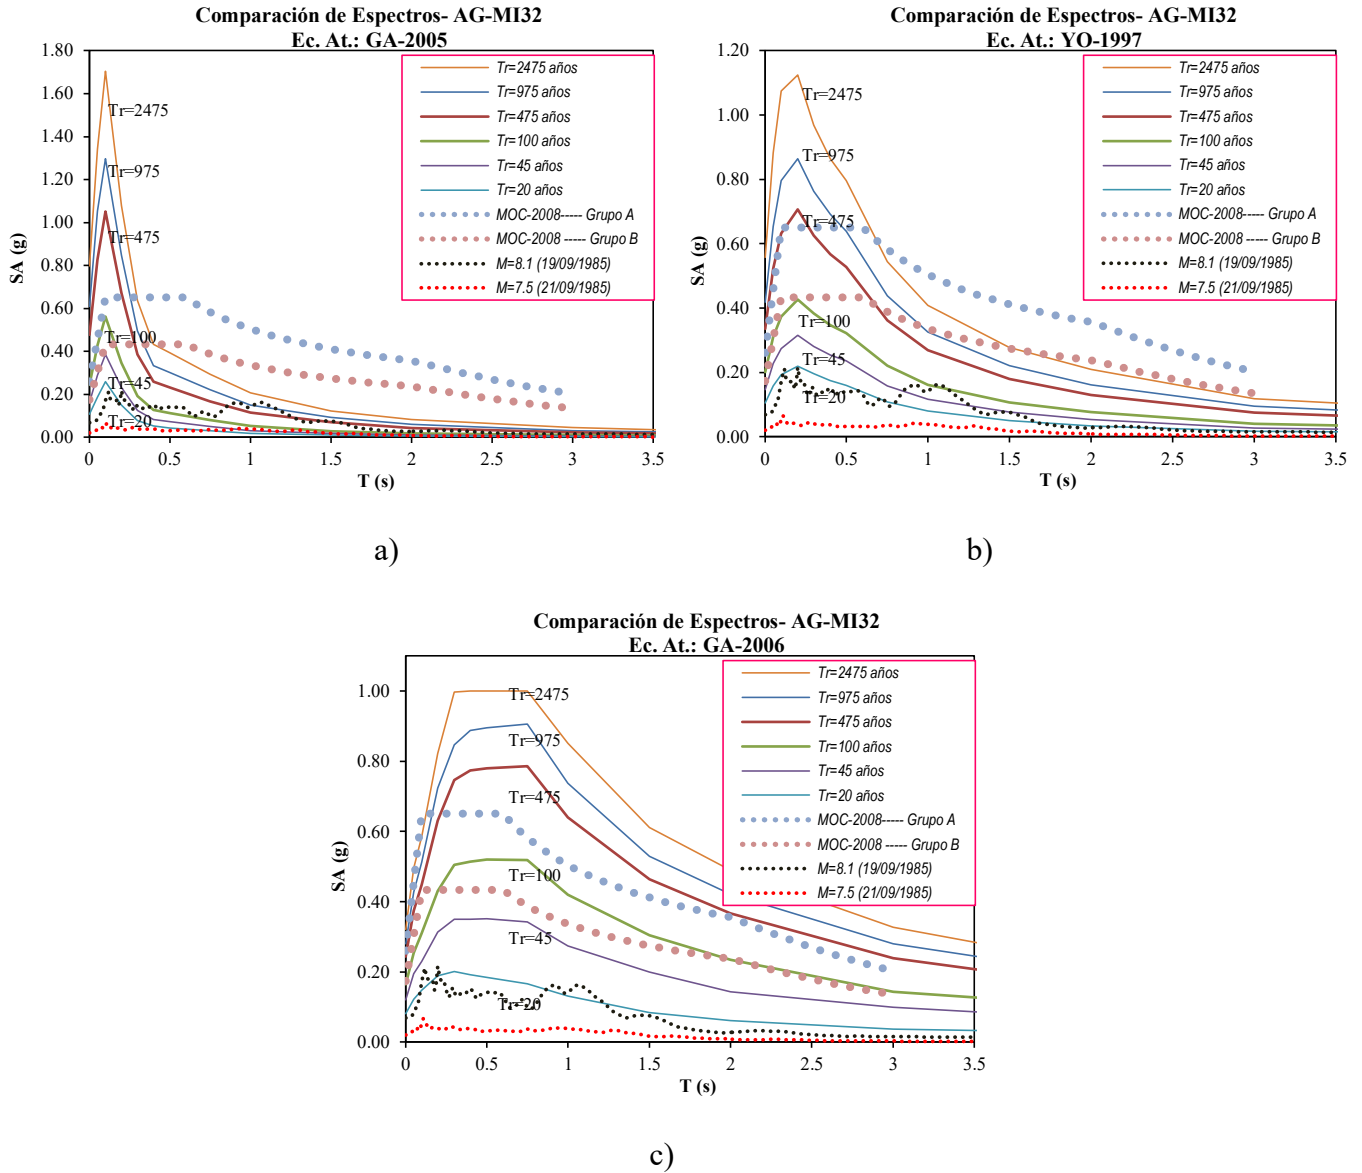 Comparación de Espectros- AG-MI32
Ec. At.: GA-2005
1.80
1.60
1.40
1.20
1.00
0.80
0.60
0.40
0.20
0.00
SA (g)
Tr=2475
Tr=975
Tr=475
Tr=100
Tr=45
Tr=20
Tr=2475 años
Tr=975 años
Tr=475 años
Tr=100 años
Tr=45 años
Tr=20 años
MOC-2008----- Grupo A
MOC-2008 ----- Grupo B
M=8.1 (19/09/1985)
M=7.5 (21/09/1985)
0 0.5 1 1.5 2 2.5 3 3.5
T (s)
a)
Comparación de Espectros- AG-MI32
Ec. At.: YO-1997
1.20
1.00
0.80
0.60
0.40
0.20
0.00
SA (g)
Tr=2475
Tr=975
Tr=475
Tr=100
Tr=45
Tr=20
Tr=2475 años
Tr=975 años
Tr=475 años
Tr=100 años
Tr=45 años
Tr=20 años
MOC-2008----- Grupo A
MOC-2008 ----- Grupo B
M=8.1 (19/09/1985)
M=7.5 (21/09/1985)
0 0.5 1 1.5 2 2.5 3 3.5
T (s)
b)
Comparación de Espectros- AG-MI32
Ec. At.: GA-2006
1.00
0.80
0.60
0.40
0.20
0.00
SA (g)
Tr=2475
Tr=975
Tr=475
Tr=100
Tr=45
Tr=20
Tr=2475 años
Tr=975 años
Tr=475 años
Tr=100 años
Tr=45 años
Tr=20 años
MOC-2008----- Grupo A
MOC-2008 ----- Grupo B
M=8.1 (19/09/1985)
M=7.5 (21/09/1985)
0 0.5 1 1.5 2 2.5 3 3.5
T (s)
c)